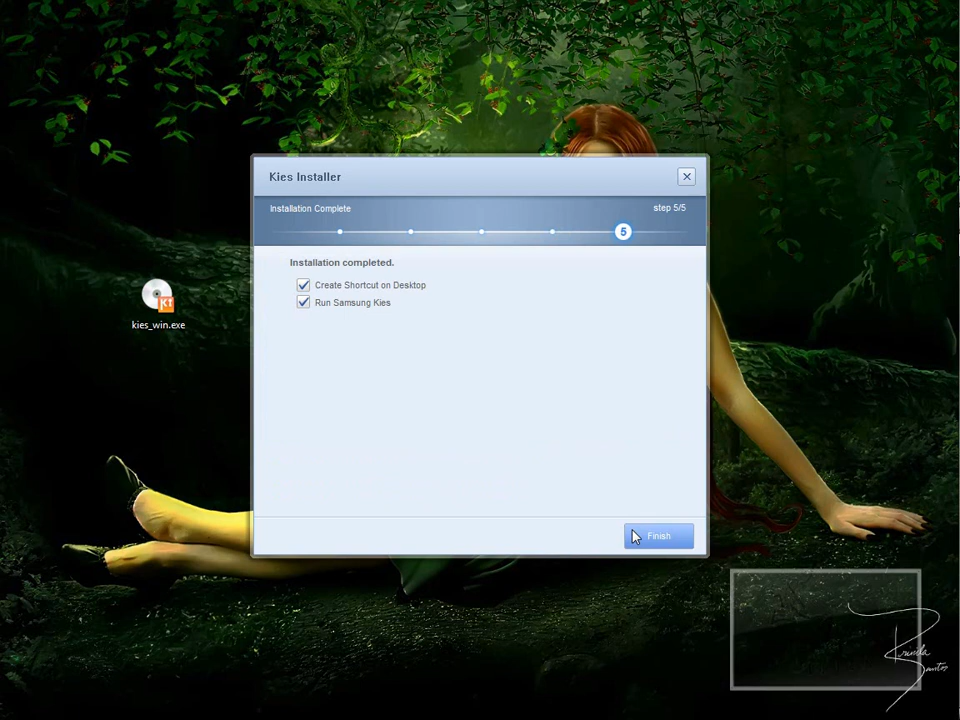 Kies Installer
Installation Complete
step 5/5
5
Installation completed.
Create Shortcut on Desktop
Run Samsung Kies
kies_win.exe
Finish